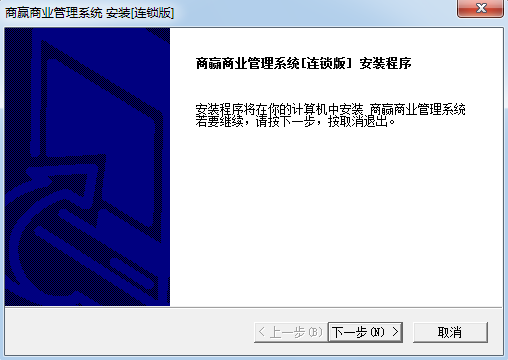 商赢商业管理系统 安装[连锁版]
商赢商业管理系统[连锁版] 安装程序
安装程序将在你的计算机中安装 商赢商业管理系统
若要继续，请按下一步，按取消退出。
< 上一步(B) 下一步(N) > 取消